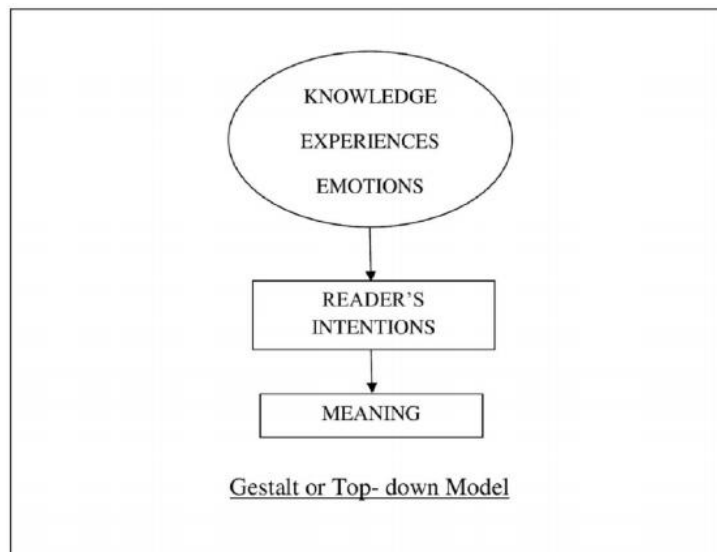 KNOWLEDGE
EXPERIENCES
EMOTIONS
READER'S
INTENTIONS
MEANING
Gestalt or Top- down Model